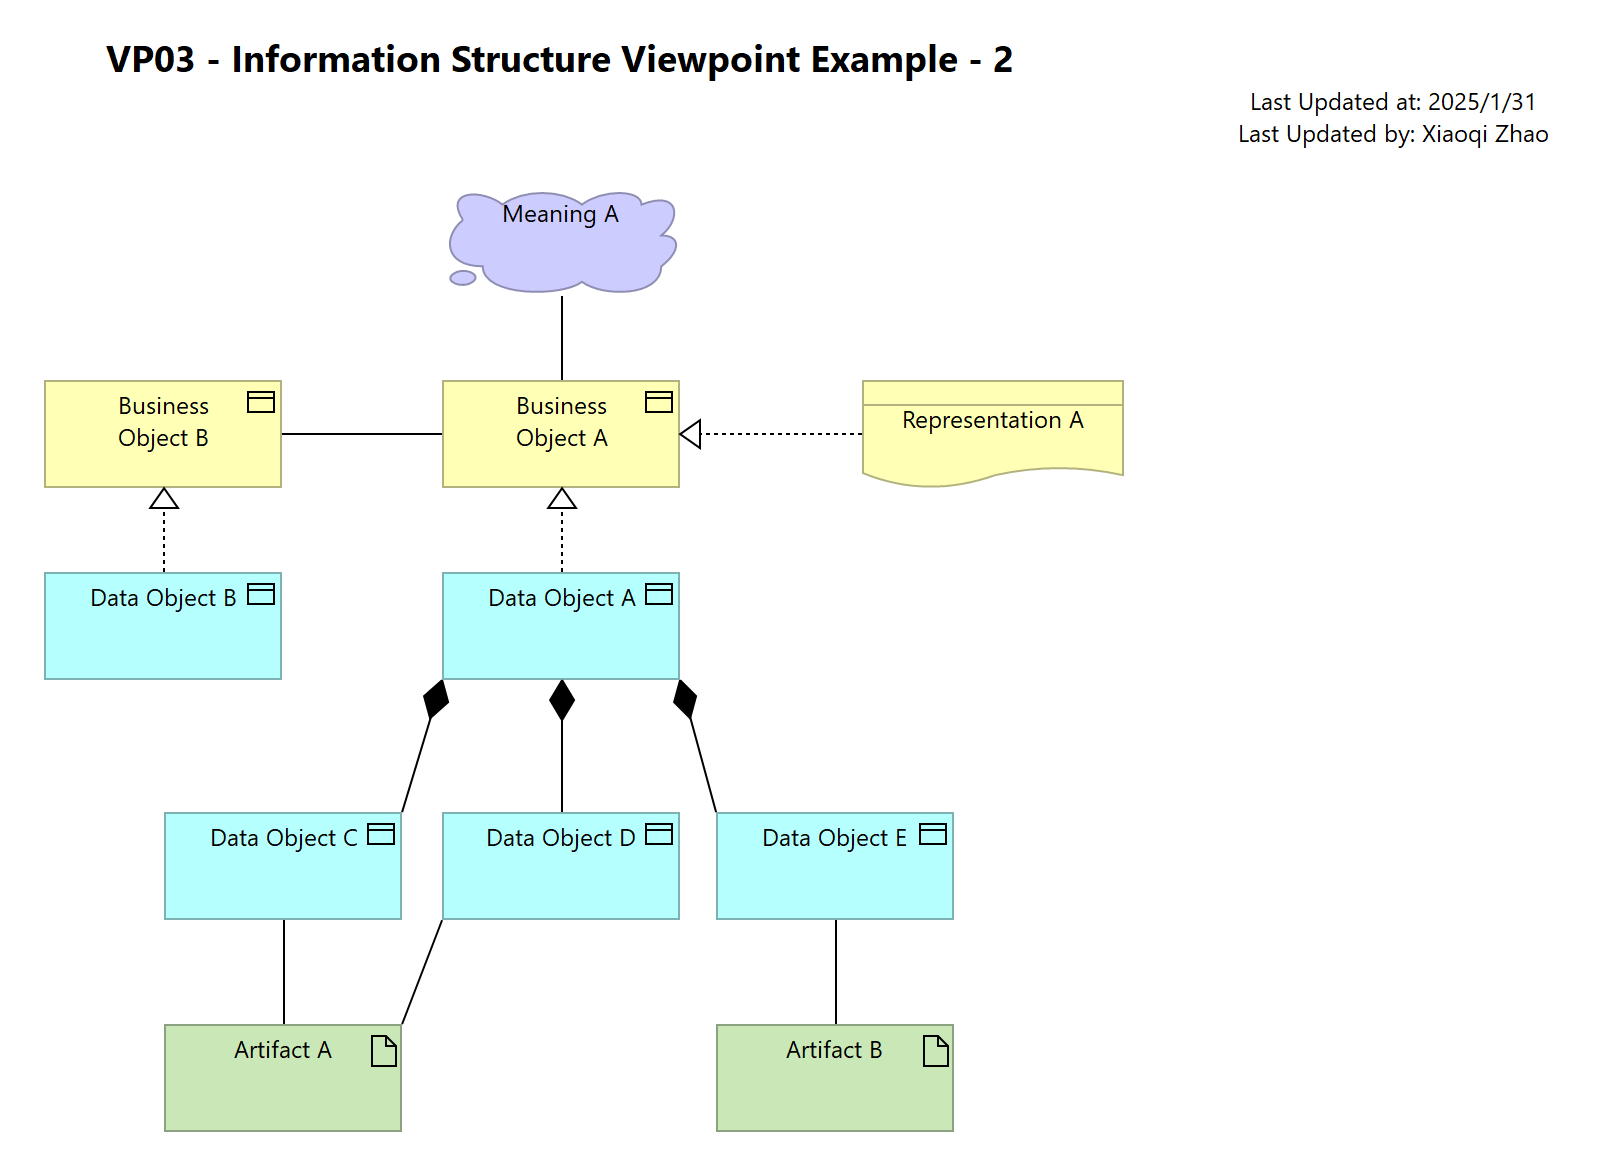 VP03 - Information Structure Viewpoint Example - 2
Last Updated at: 2025/1/31
Last Updated by: Xiaoqi Zhao
Meaning A
Business
Object B
Business
Object A
Representation A
Data Object B
Data Object A
Data Object C
Data Object D
Data Object E
Artifact A
Artifact B